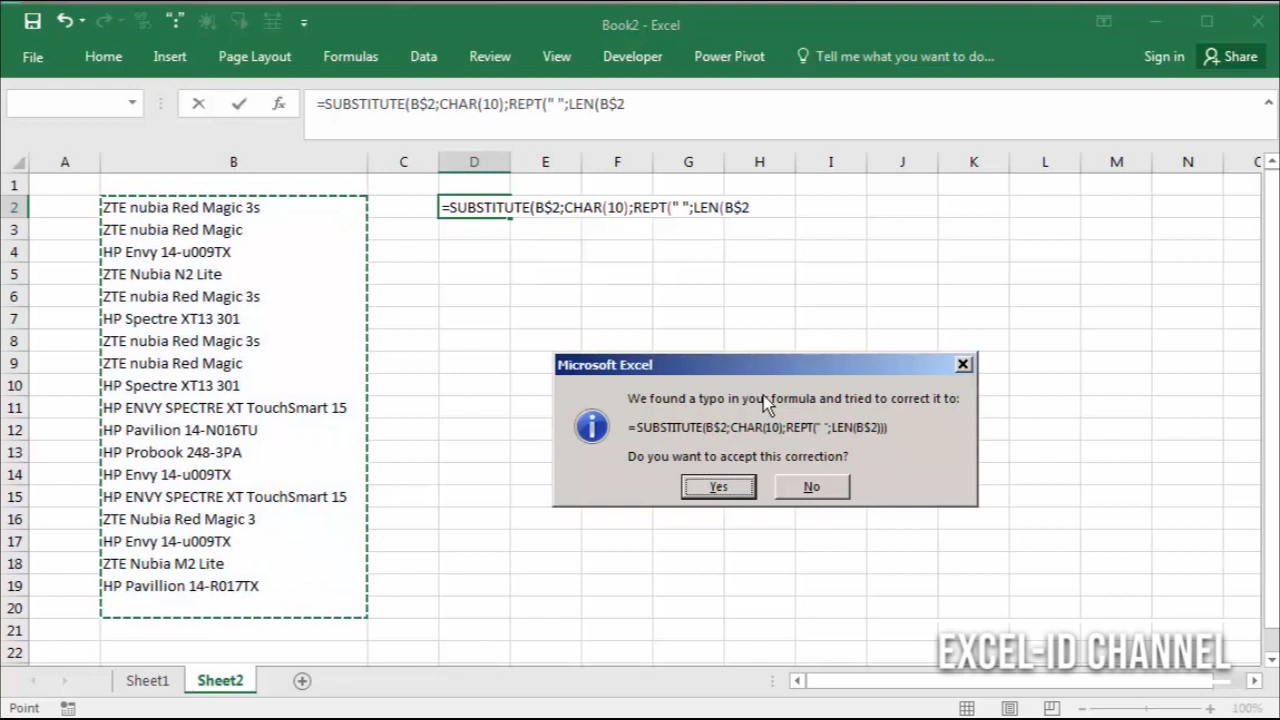 Book2 - Excel
File Home Insert Page Layout Formulas Data Review View Developer Power Pivot Tell me what you want to do... Sign in Share
fx =SUBSTITUTE(B$2;CHAR(10);REPT(" ";LEN(B$2
A B C D E F G H I J K L M N
1
2 ZTE nubia Red Magic 3s =SUBSTITUTE(B$2;CHAR(10);REPT(" ";LEN(B$2
3 ZTE nubia Red Magic
4 HP Envy 14-u009TX
5 ZTE Nubia N2 Lite
6 ZTE nubia Red Magic 3s
7 HP Spectre XT13 301
8 ZTE nubia Red Magic 3s
9 ZTE nubia Red Magic
10 HP Spectre XT13 301
11 HP ENVY SPECTRE XT TouchSmart 15
12 HP Pavilion 14-N016TU
13 HP Probook 248-3PA
14 HP Envy 14-u009TX
15 HP ENVY SPECTRE XT TouchSmart 15
16 ZTE Nubia Red Magic 3
17 HP Envy 14-u009TX
18 ZTE Nubia M2 Lite
19 HP Pavillion 14-R017TX
20
21
22
Microsoft Excel
We found a typo in your formula and tried to correct it to:
=SUBSTITUTE(B$2;CHAR(10);REPT(" ";LEN(B$2)))
Do you want to accept this correction?
Yes No
EXCEL-ID CHANNEL
Sheet1 Sheet2
Point 100%